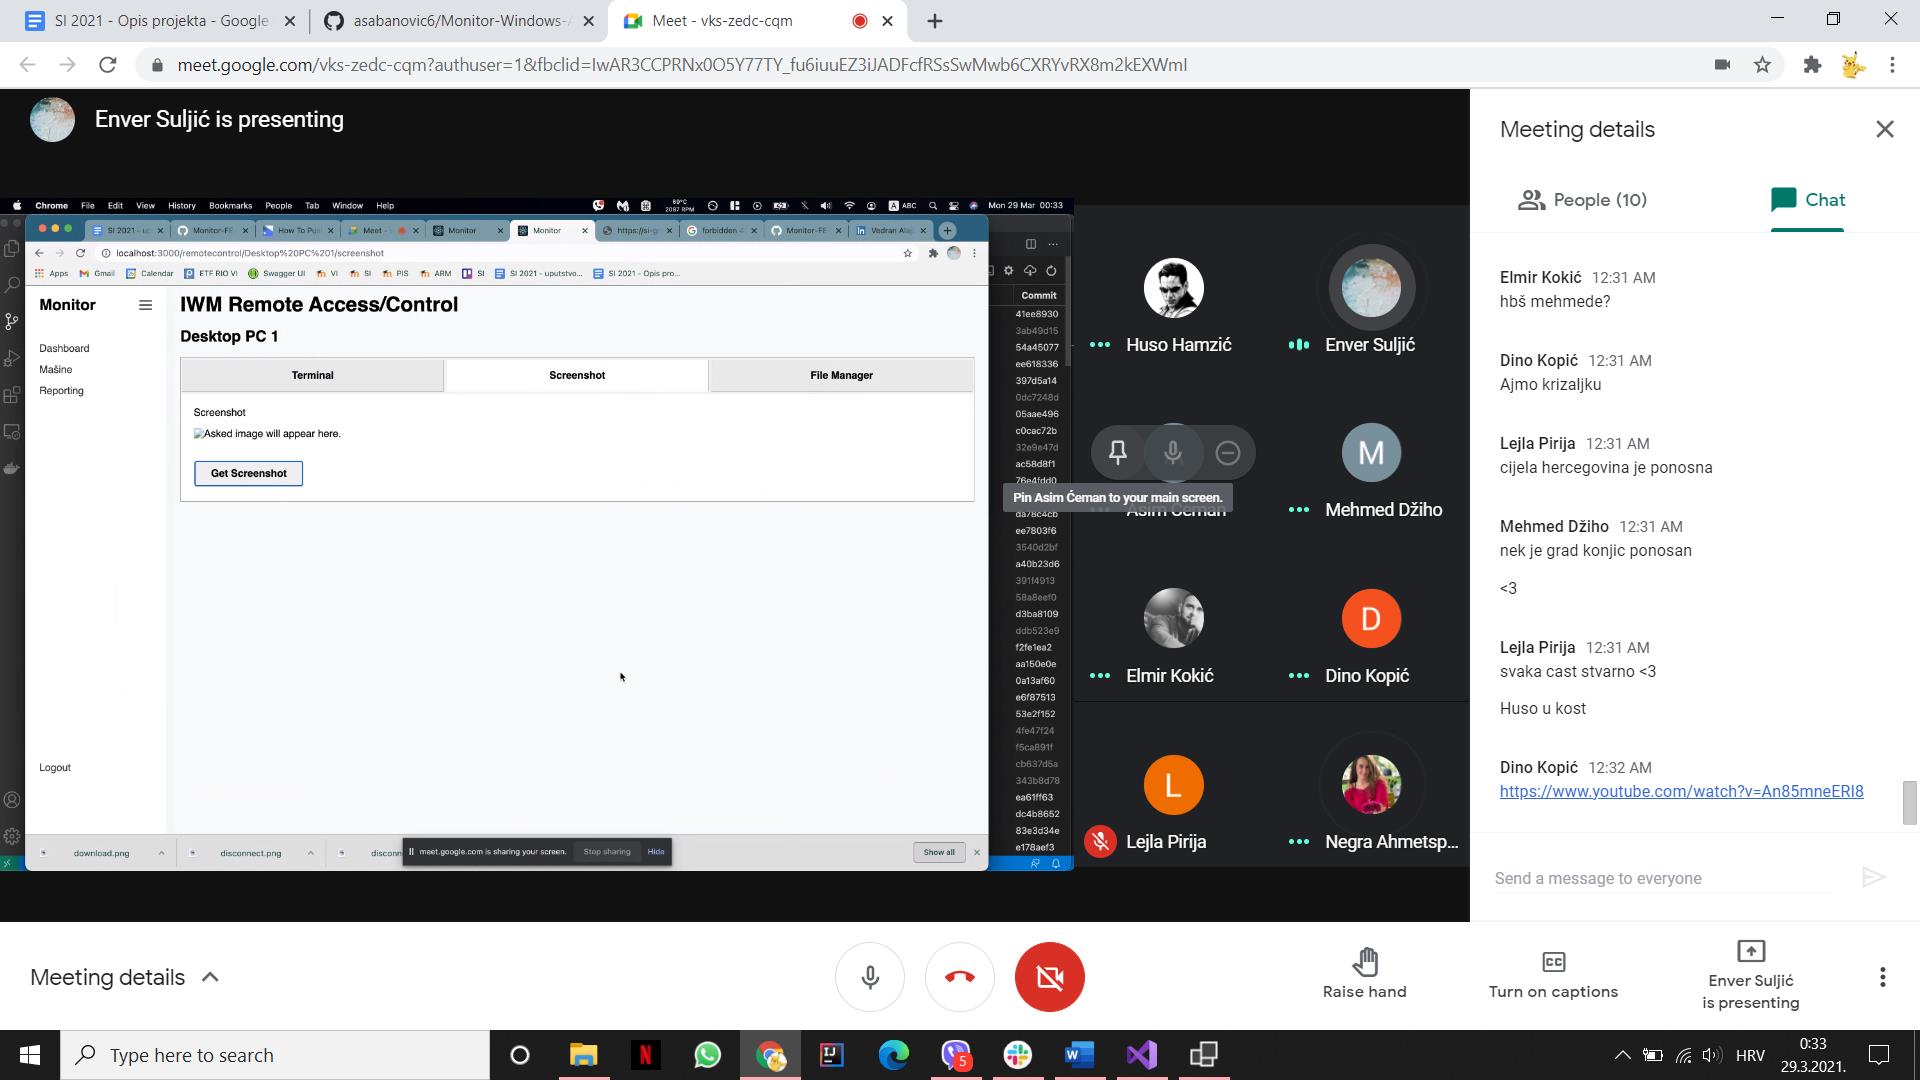 SI 2021 - Opis projekta - Google
asabanovic6/Monitor-Windows-
Meet - vks-zedc-cqm
meet.google.com/vks-zedc-cqm?authuser=1&fbclid=IwAR3CCPRNx0O5Y77TY_fu6iuuEZ3iJADFcfRSsSwMwb6CXRYvRX8m2kEXWmI
Enver Suljić is presenting
Chrome File Edit View History Bookmarks People Tab Window Help
69°C
2087 RPM
ABC
Mon 29 Mar 00:33
SI 2021 - u
Monitor-FE
How To Pu
Meet -
Monitor
Monitor
https://si-g
forbidden 4
Monitor-FE
Vedran Alaj
localhost:3000/remotecontrol/Desktop%20PC%201/screenshot
Apps Gmail Calendar ETF RIO VI Swagger UI VI SI PIS ARM SI SI 2021 - uputstvo... SI 2021 - Opis pro...
Monitor
Dashboard
Mašine
Reporting
Logout
IWM Remote Access/Control
Desktop PC 1
Terminal
Screenshot
File Manager
Screenshot
Asked image will appear here.
Get Screenshot
Commit
41ee8930
3ab49d15
54a45077
ee618336
397d5a14
0dc7248d
05aae496
c0cac72b
32e9e47d
ac58d8f1
76e4fdd0
da78c4cb
ee7803f6
3540d2bf
a40b23d6
391f4913
58a8eef0
d3ba8109
ddb523e9
f2fe1ea2
aa150e0e
0a13af60
e6f87513
53e2f152
4fe47f24
f5ca891f
cb637d5a
343b8d78
ea61ff63
dc4b8652
83e3d34e
e178aef3
download.png
disconnect.png
disconn
meet.google.com is sharing your screen.
Stop sharing
Hide
Show all
Huso Hamzić
Enver Suljić
Pin Asim Ćeman to your main screen.
Asim Ćeman
M
Mehmed Džiho
Elmir Kokić
D
Dino Kopić
L
Lejla Pirija
Negra Ahmetsp...
Meeting details
People (10)
Chat
Elmir Kokić 12:31 AM
hbš mehmede?
Dino Kopić 12:31 AM
Ajmo krizaljku
Lejla Pirija 12:31 AM
cijela hercegovina je ponosna
Mehmed Džiho 12:31 AM
nek je grad konjic ponosan
<3
Lejla Pirija 12:31 AM
svaka cast stvarno <3
Huso u kost
Dino Kopić 12:32 AM
https://www.youtube.com/watch?v=An85mneERI8
Send a message to everyone
Meeting details
Raise hand
CC
Turn on captions
Enver Suljić
is presenting
Type here to search
N
IJ
5
W
HRV
0:33
29.3.2021.